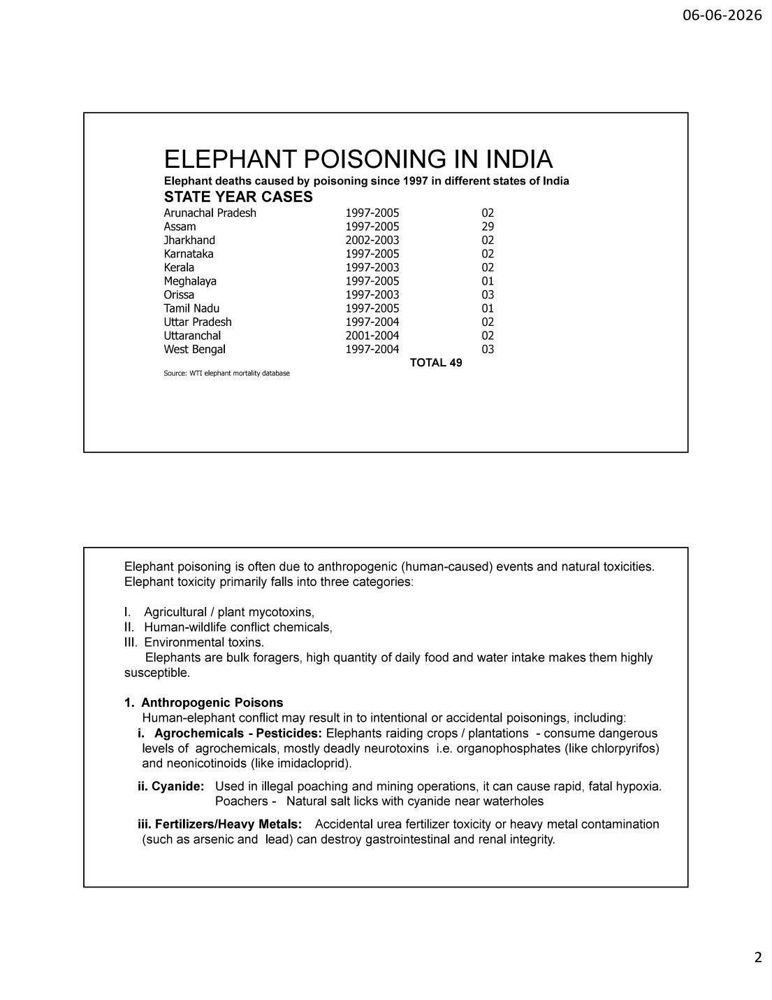 06-06-2026
ELEPHANT POISONING IN INDIA
Elephant deaths caused by poisoning since 1997 in different states of India
STATE YEAR CASES
Arunachal Pradesh 1997-2005 02
Assam 1997-2005 29
Jharkhand 2002-2003 02
Karnataka 1997-2005 02
Kerala 1997-2003 02
Meghalaya 1997-2005 01
Orissa 1997-2003 03
Tamil Nadu 1997-2005 01
Uttar Pradesh 1997-2004 02
Uttaranchal 2001-2004 02
West Bengal 1997-2004 03
TOTAL 49
Source: WTI elephant mortality database
Elephant poisoning is often due to anthropogenic (human-caused) events and natural toxicities.
Elephant toxicity primarily falls into three categories:
I. Agricultural / plant mycotoxins,
II. Human-wildlife conflict chemicals,
III. Environmental toxins.
Elephants are bulk foragers, high quantity of daily food and water intake makes them highly
susceptible.
1. Anthropogenic Poisons
Human-elephant conflict may result in to intentional or accidental poisonings, including:
i. Agrochemicals - Pesticides: Elephants raiding crops / plantations - consume dangerous
levels of agrochemicals, mostly deadly neurotoxins i.e. organophosphates (like chlorpyrifos)
and neonicotinoids (like imidacloprid).
ii. Cyanide: Used in illegal poaching and mining operations, it can cause rapid, fatal hypoxia.
Poachers - Natural salt licks with cyanide near waterholes
iii. Fertilizers/Heavy Metals: Accidental urea fertilizer toxicity or heavy metal contamination
(such as arsenic and lead) can destroy gastrointestinal and renal integrity.
2